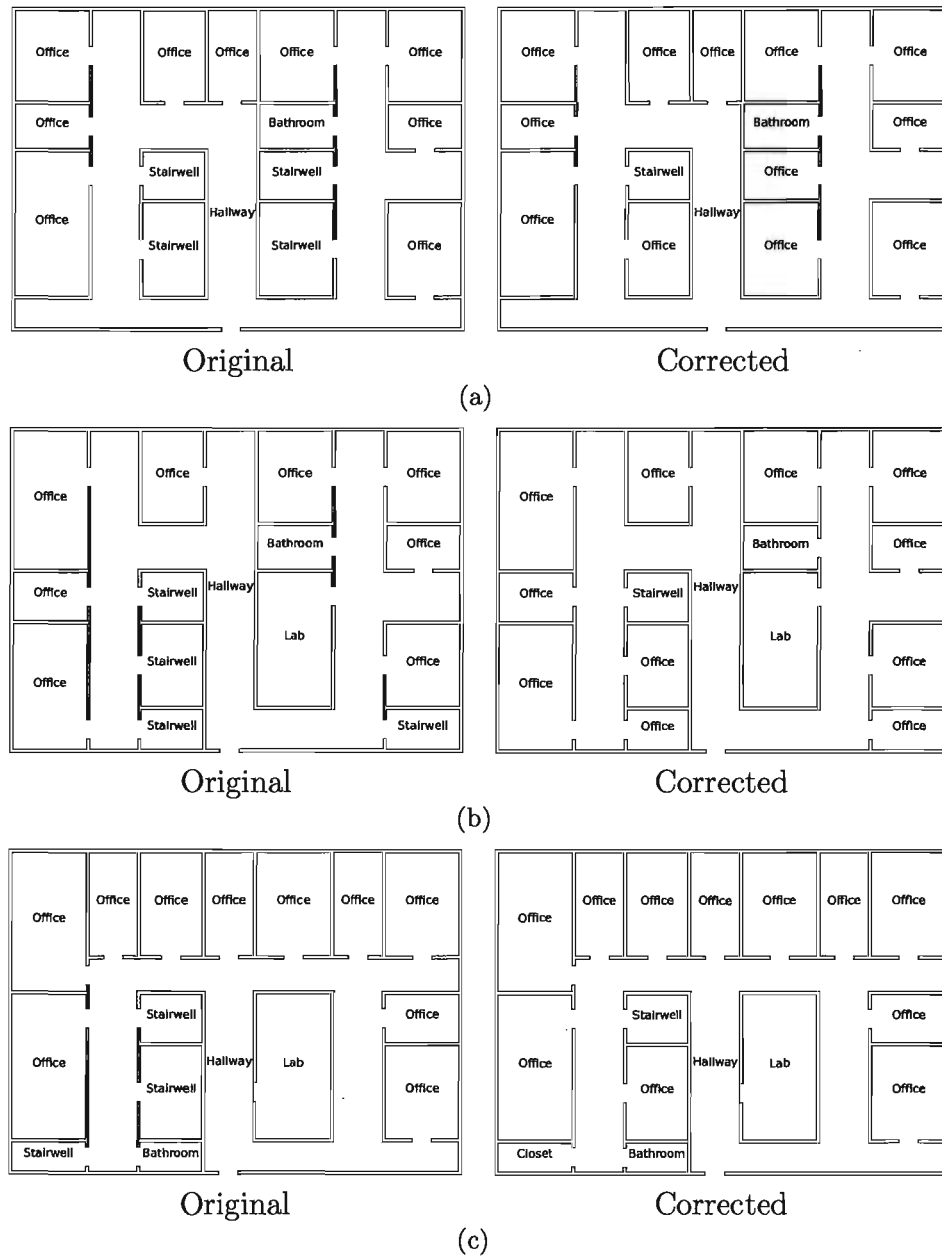 Office Office Office Office Office
Office Office Office Office Office
Office Bathroom Office
Office Bathroom Office
Stairwell Stairwell
Stairwell Office
Office Hallway
Office Hallway
Stairwell Stairwell Office
Office Office Office
Original Corrected
(a)
Office Office Office Office
Office Office Office Office
Bathroom Office
Bathroom Office
Office Stairwell Hallway
Office Stairwell Hallway
Lab
Lab
Office Stairwell Office
Office Office Office
Stairwell Stairwell
Office Office
Original Corrected
(b)
Office Office Office Office Office Office Office
Office Office Office Office Office Office Office
Stairwell Office
Stairwell Office
Office Hallway Lab
Office Hallway Lab
Stairwell Office
Office Office
Stairwell Bathroom
Closet Bathroom
Original Corrected
(c)